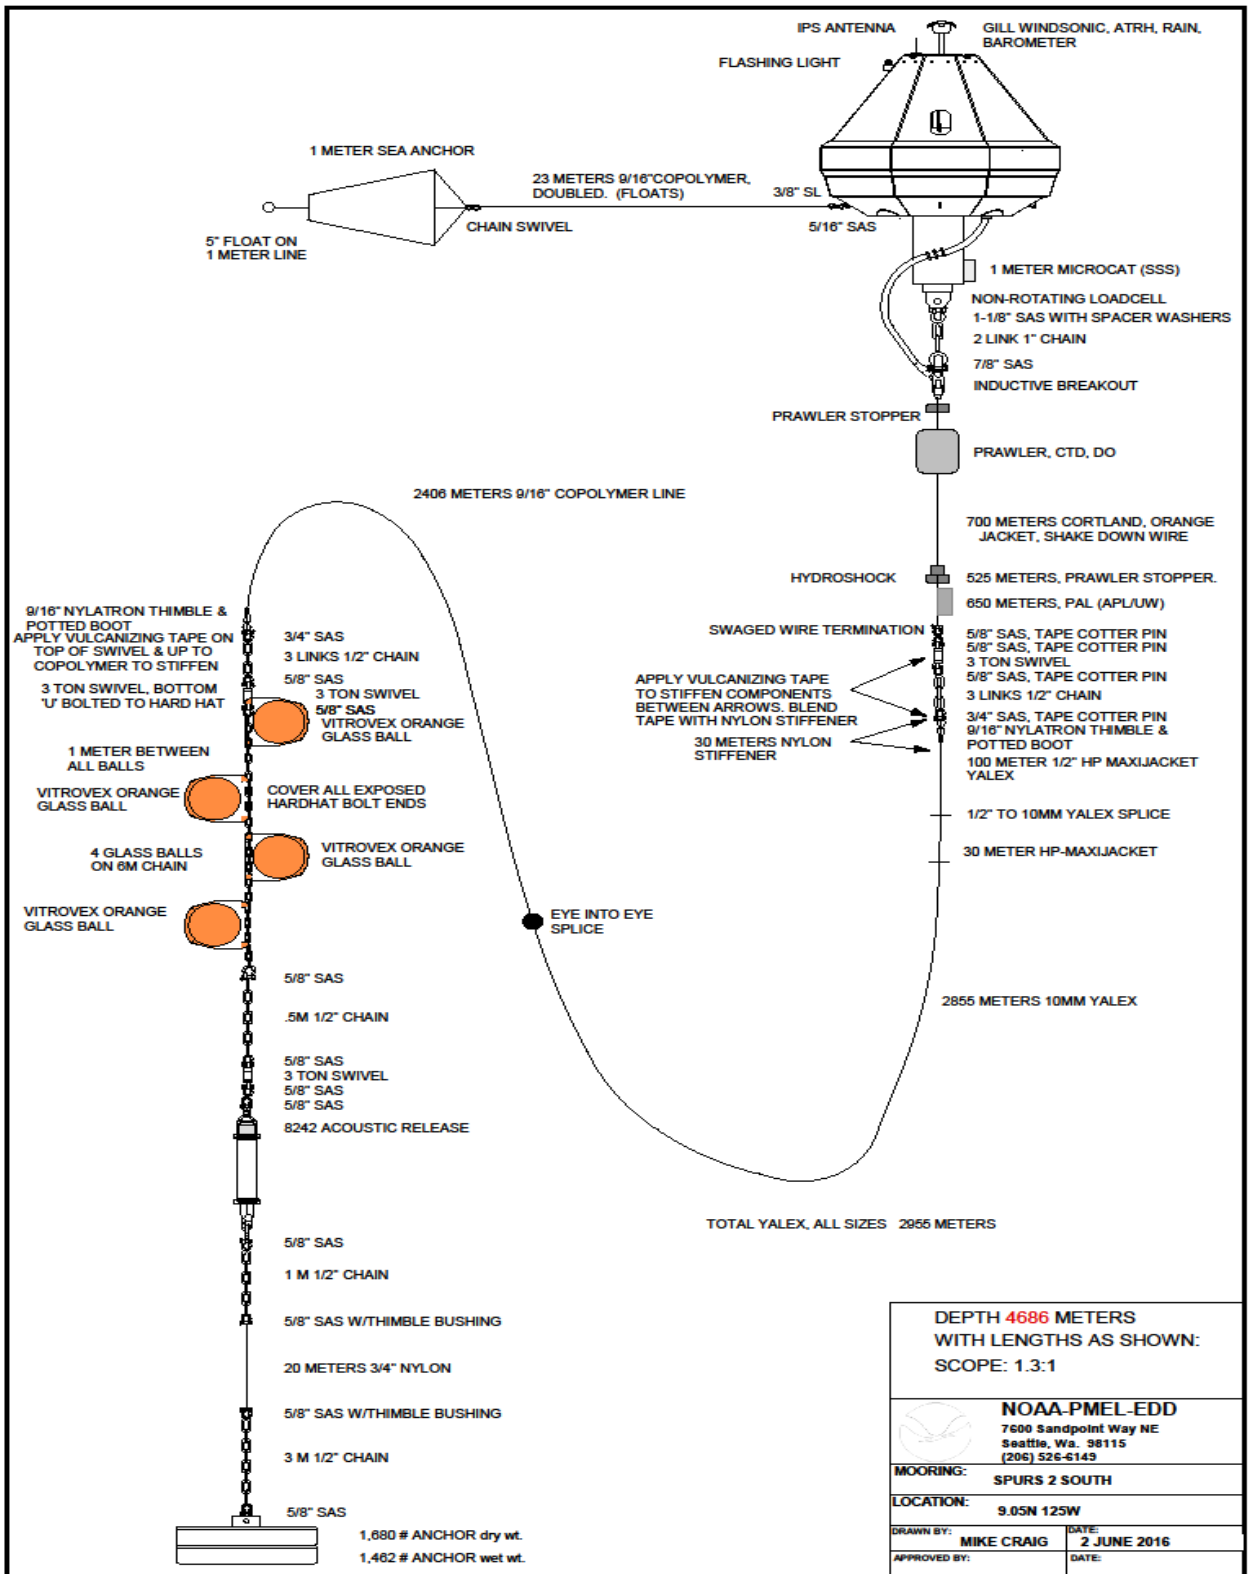 IPS ANTENNA
GILL WINDSONIC, ATRH, RAIN,
BAROMETER
FLASHING LIGHT
1 METER SEA ANCHOR
23 METERS 9/16" COPOLYMER,
DOUBLED. (FLOATS)
3/8" SL
CHAIN SWIVEL
5/16" SAS
5" FLOAT ON
1 METER LINE
1 METER MICROCAT (SSS)
NON-ROTATING LOADCELL
1-1/8" SAS WITH SPACER WASHERS
2 LINK 1" CHAIN
7/8" SAS
INDUCTIVE BREAKOUT
PRAWLER STOPPER
PRAWLER, CTD, DO
2406 METERS 9/16" COPOLYMER LINE
700 METERS CORTLAND, ORANGE
JACKET, SHAKE DOWN WIRE
HYDROSHOCK
525 METERS, PRAWLER STOPPER.
650 METERS, PAL (APL/UW)
SWAGED WIRE TERMINATION
5/8" SAS, TAPE COTTER PIN
5/8" SAS, TAPE COTTER PIN
3 TON SWIVEL
5/8" SAS, TAPE COTTER PIN
3 LINKS 1/2" CHAIN
3/4" SAS, TAPE COTTER PIN
9/16" NYLATRON THIMBLE &
POTTED BOOT
100 METER 1/2" HP MAXIJACKET
YALEX
APPLY VULCANIZING TAPE
TO STIFFEN COMPONENTS
BETWEEN ARROWS. BLEND
TAPE WITH NYLON STIFFENER
30 METERS NYLON
STIFFENER
1/2" TO 10MM YALEX SPLICE
30 METER HP-MAXIJACKET
9/16" NYLATRON THIMBLE &
POTTED BOOT
APPLY VULCANIZING TAPE ON
TOP OF SWIVEL & UP TO
COPOLYMER TO STIFFEN
3 TON SWIVEL, BOTTOM
'U' BOLTED TO HARD HAT
3/4" SAS
3 LINKS 1/2" CHAIN
5/8" SAS
3 TON SWIVEL
5/8" SAS
VITROVEX ORANGE
GLASS BALL
1 METER BETWEEN
ALL BALLS
VITROVEX ORANGE
GLASS BALL
COVER ALL EXPOSED
HARDHAT BOLT ENDS
4 GLASS BALLS
ON 6M CHAIN
VITROVEX ORANGE
GLASS BALL
VITROVEX ORANGE
GLASS BALL
EYE INTO EYE
SPLICE
5/8" SAS
.5M 1/2" CHAIN
2855 METERS 10MM YALEX
5/8" SAS
3 TON SWIVEL
5/8" SAS
5/8" SAS
8242 ACOUSTIC RELEASE
TOTAL YALEX, ALL SIZES 2955 METERS
5/8" SAS
1 M 1/2" CHAIN
5/8" SAS W/THIMBLE BUSHING
20 METERS 3/4" NYLON
5/8" SAS W/THIMBLE BUSHING
3 M 1/2" CHAIN
5/8" SAS
1,680 # ANCHOR dry wt.
1,462 # ANCHOR wet wt.
DEPTH 4686 METERS
WITH LENGTHS AS SHOWN:
SCOPE: 1.3:1
NOAA-PMEL-EDD
7600 Sandpoint Way NE
Seattle, Wa. 98115
(206) 526-6149
MOORING: SPURS 2 SOUTH
LOCATION: 9.05N 125W
DRAWN BY: MIKE CRAIG
DATE: 2 JUNE 2016
APPROVED BY:
DATE: